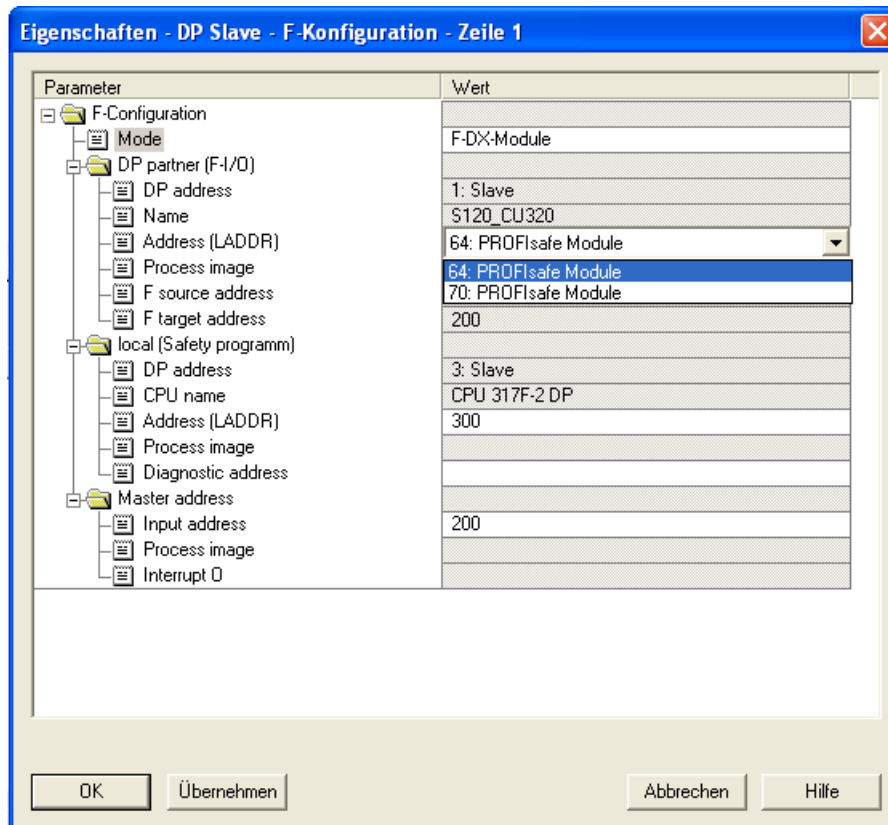 Eigenschaften - DP Slave - F-Konfiguration - Zeile 1
Parameter Wert
F-Configuration
Mode F-DX-Module
DP partner (F-I/O)
DP address 1: Slave
Name S120_CU320
Address (LADDR) 64: PROFIsafe Module
Process image 64: PROFIsafe Module
F source address 70: PROFIsafe Module
F target address 200
local (Safety programm)
DP address 3: Slave
CPU name CPU 317F-2 DP
Address (LADDR) 300
Process image
Diagnostic address
Master address
Input address 200
Process image
Interrupt O
OK Übernehmen Abbrechen Hilfe